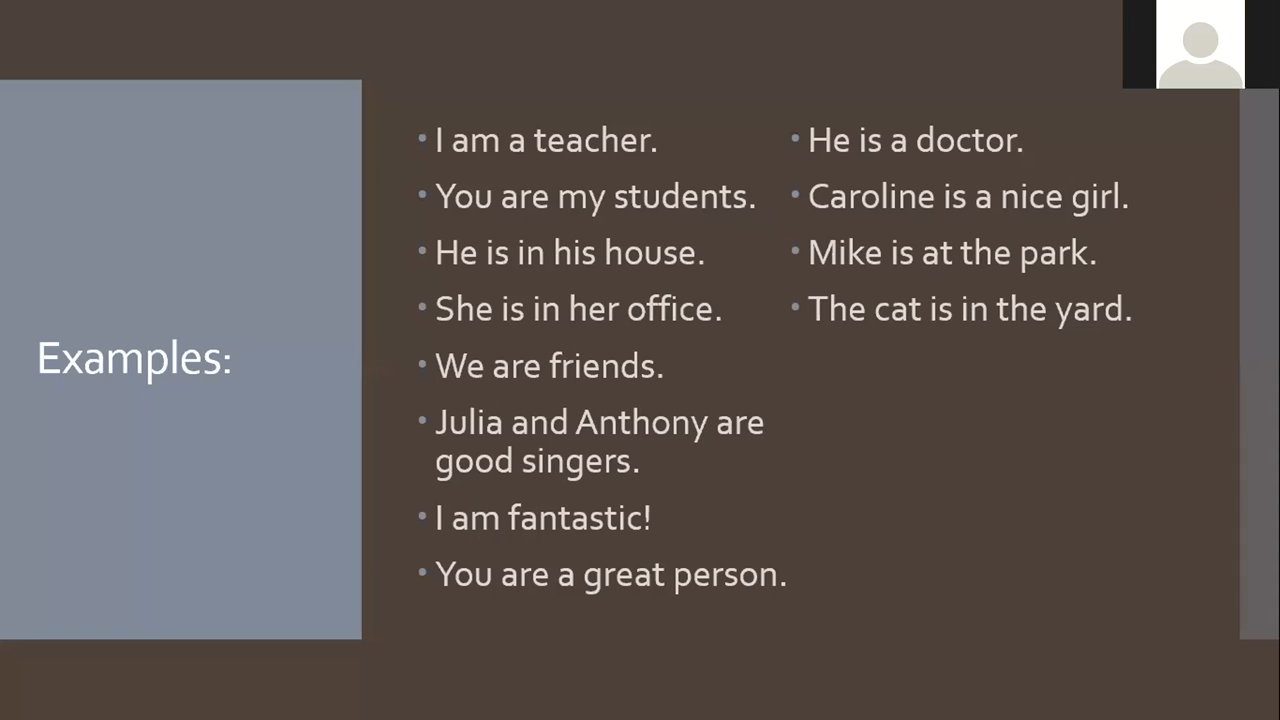 Examples:
• I am a teacher.
• You are my students.
• He is in his house.
• She is in her office.
• We are friends.
• Julia and Anthony are
good singers.
• I am fantastic!
• You are a great person.
• He is a doctor.
• Caroline is a nice girl.
• Mike is at the park.
• The cat is in the yard.